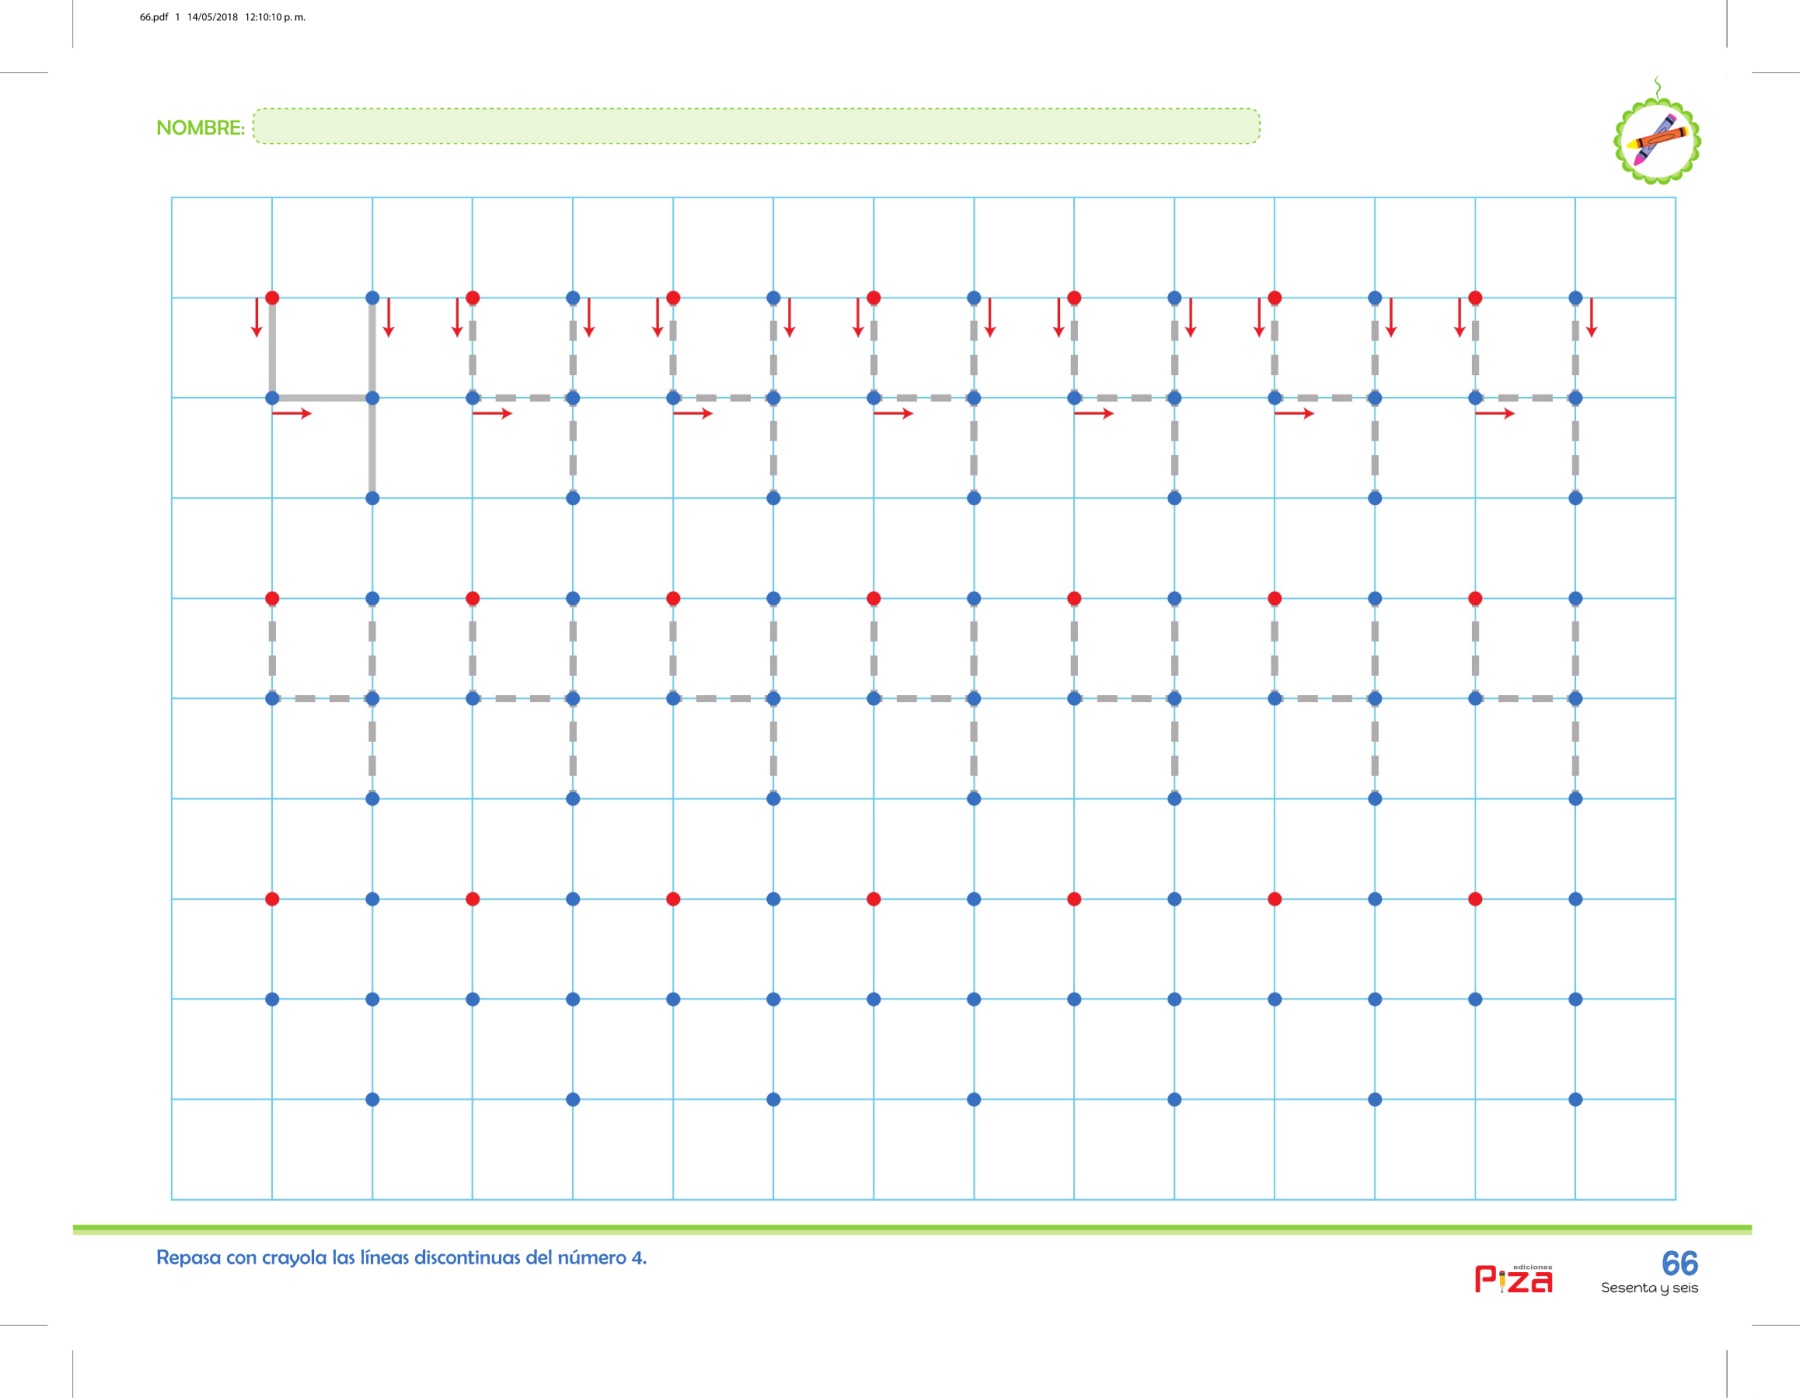 66.pdf 1 14/05/2018 12:10:10 p. m.
NOMBRE:
Repasa con crayola las líneas discontinuas del número 4.
ediciones
Piza
66
Sesenta y seis